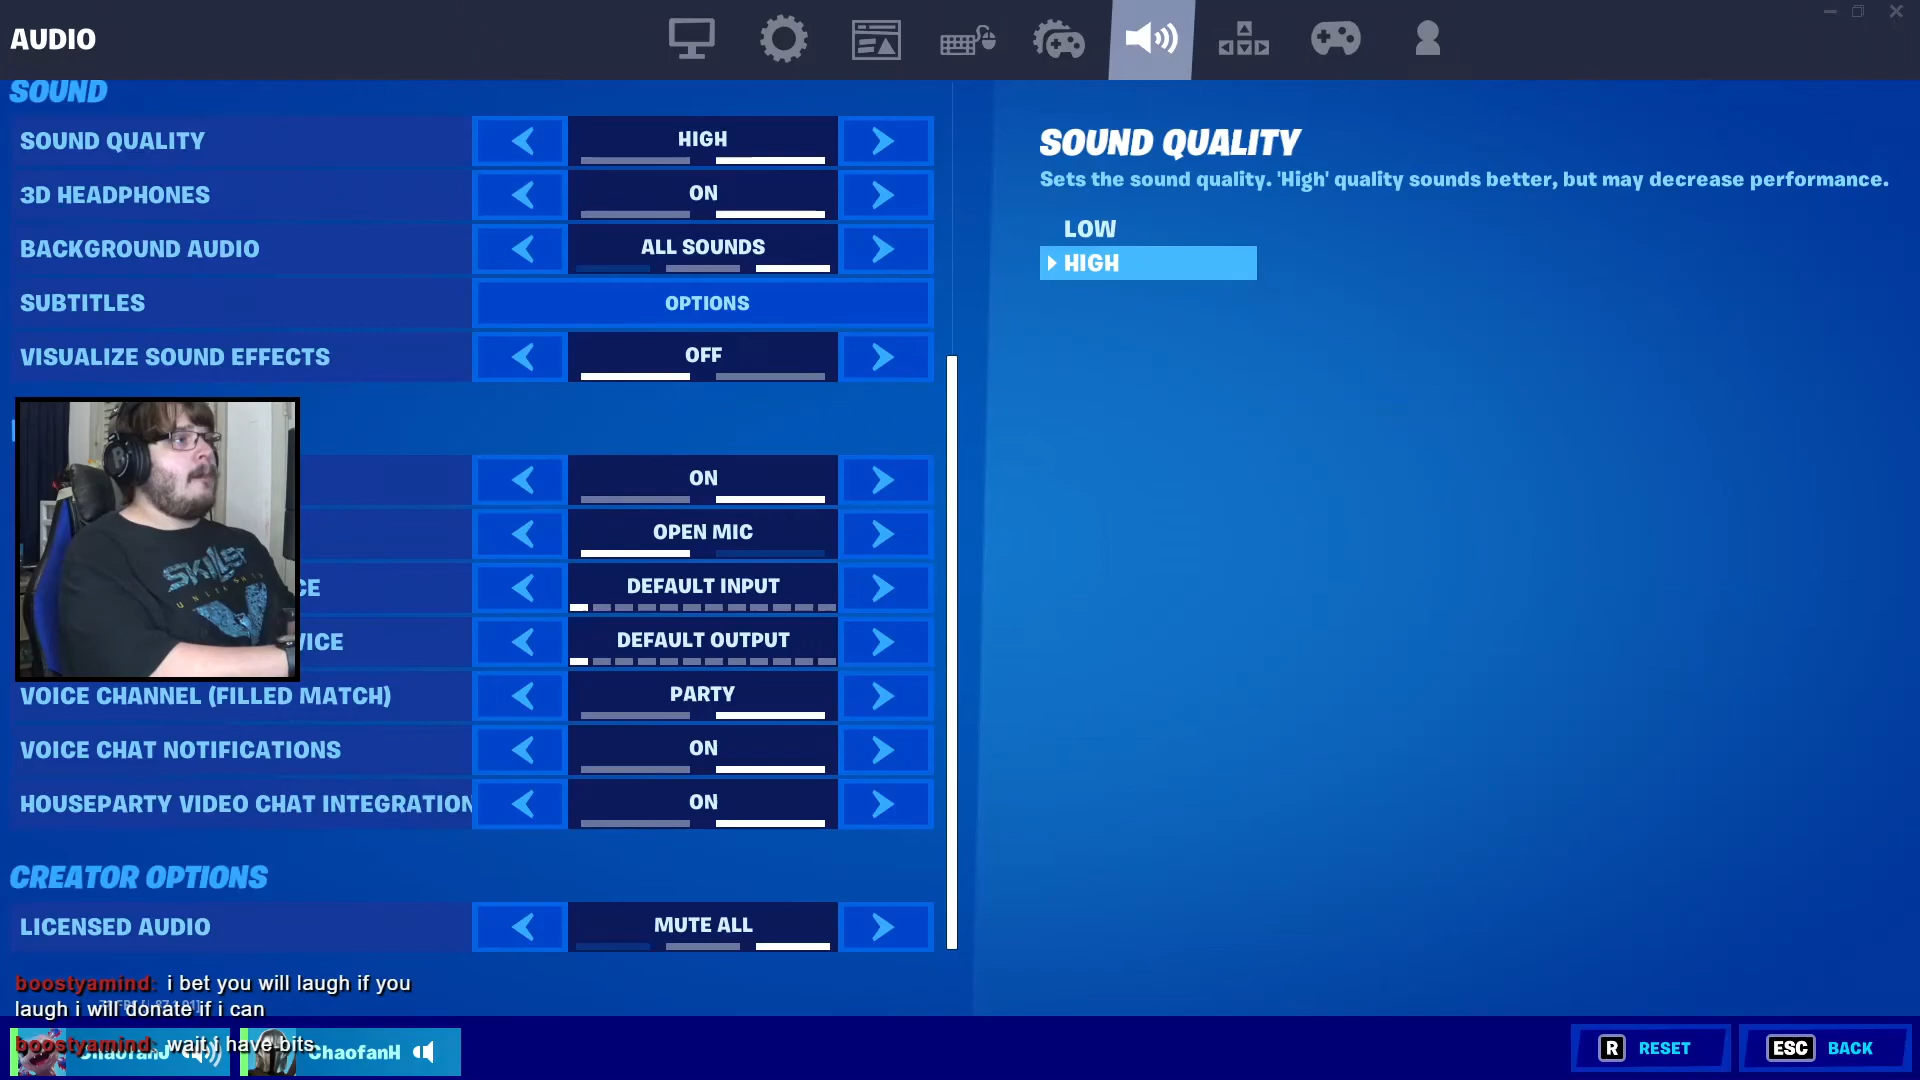 AUDIO
SOUND
SOUND QUALITY
HIGH
3D HEADPHONES
ON
BACKGROUND AUDIO
ALL SOUNDS
SUBTITLES
OPTIONS
VISUALIZE SOUND EFFECTS
OFF
ON
OPEN MIC
CE
DEFAULT INPUT
VICE
DEFAULT OUTPUT
VOICE CHANNEL (FILLED MATCH)
PARTY
VOICE CHAT NOTIFICATIONS
ON
HOUSEPARTY VIDEO CHAT INTEGRATION
ON
CREATOR OPTIONS
LICENSED AUDIO
MUTE ALL
SOUND QUALITY
Sets the sound quality. 'High' quality sounds better, but may decrease performance.
LOW
HIGH
SKILLET
boostyamind: i bet you will laugh if you
laugh i will donate if i can
boostyamind: wait i have bits
ChaofanJ
ChaofanH
R RESET
ESC BACK